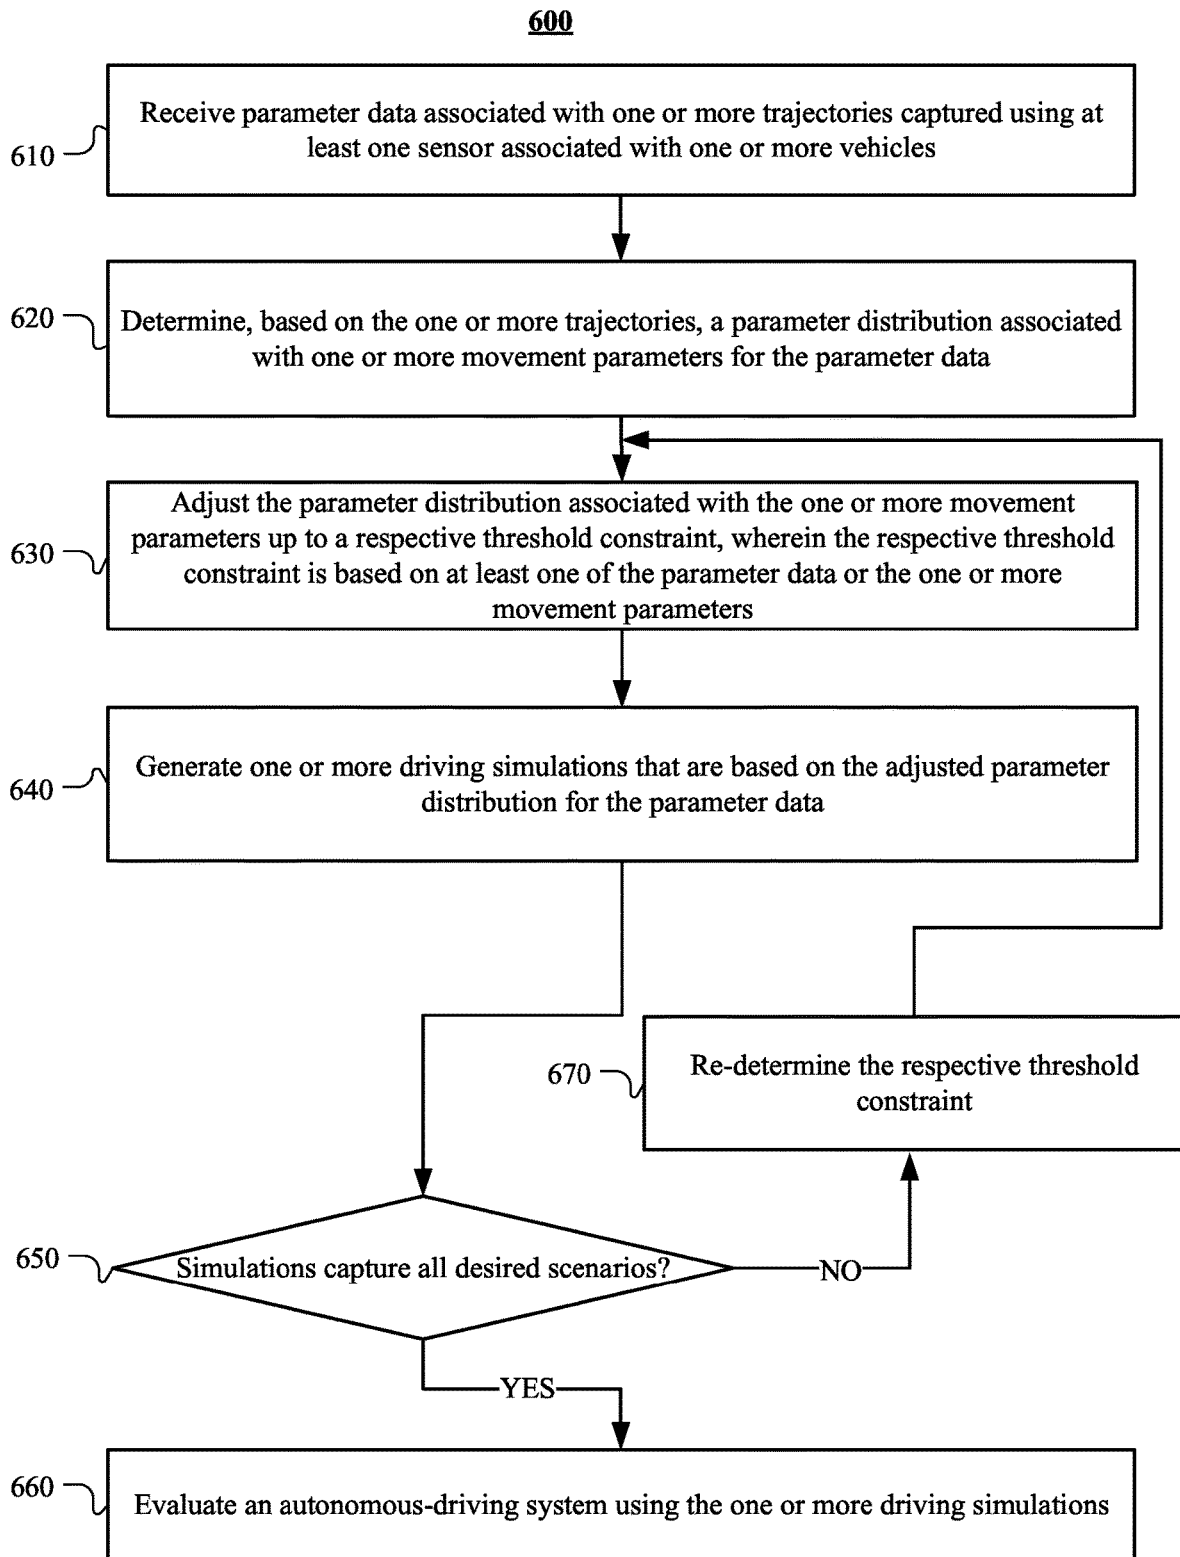 600
610
Receive parameter data associated with one or more trajectories captured using at
least one sensor associated with one or more vehicles
620
Determine, based on the one or more trajectories, a parameter distribution associated
with one or more movement parameters for the parameter data
630
Adjust the parameter distribution associated with the one or more movement
parameters up to a respective threshold constraint, wherein the respective threshold
constraint is based on at least one of the parameter data or the one or more
movement parameters
640
Generate one or more driving simulations that are based on the adjusted parameter
distribution for the parameter data
670
Re-determine the respective threshold
constraint
650
Simulations capture all desired scenarios?
NO
YES
660
Evaluate an autonomous-driving system using the one or more driving simulations